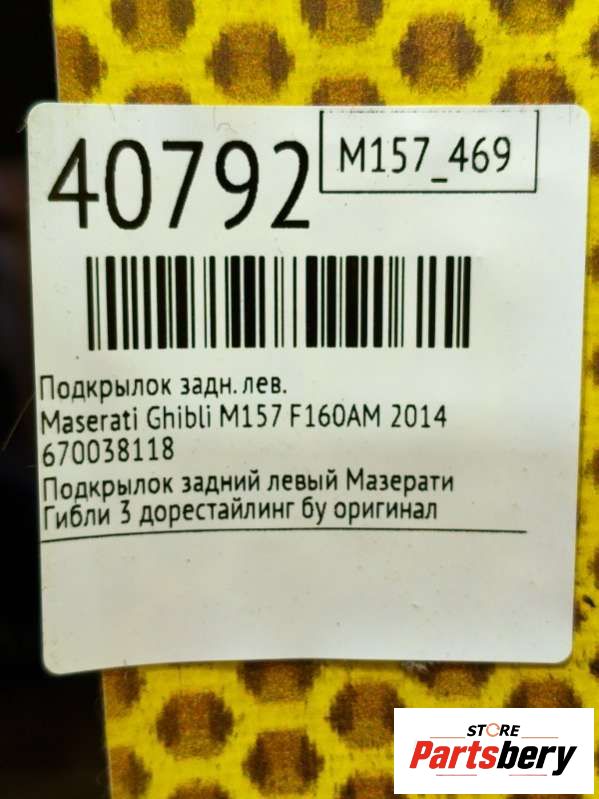 40792
M157_469
Подкрылок задн. лев.
Maserati Ghibli M157 F160AM 2014
670038118
Подкрылок задний левый Мазерати
Гибли 3 дорестайлинг бу оригинал
STORE
Partsbery